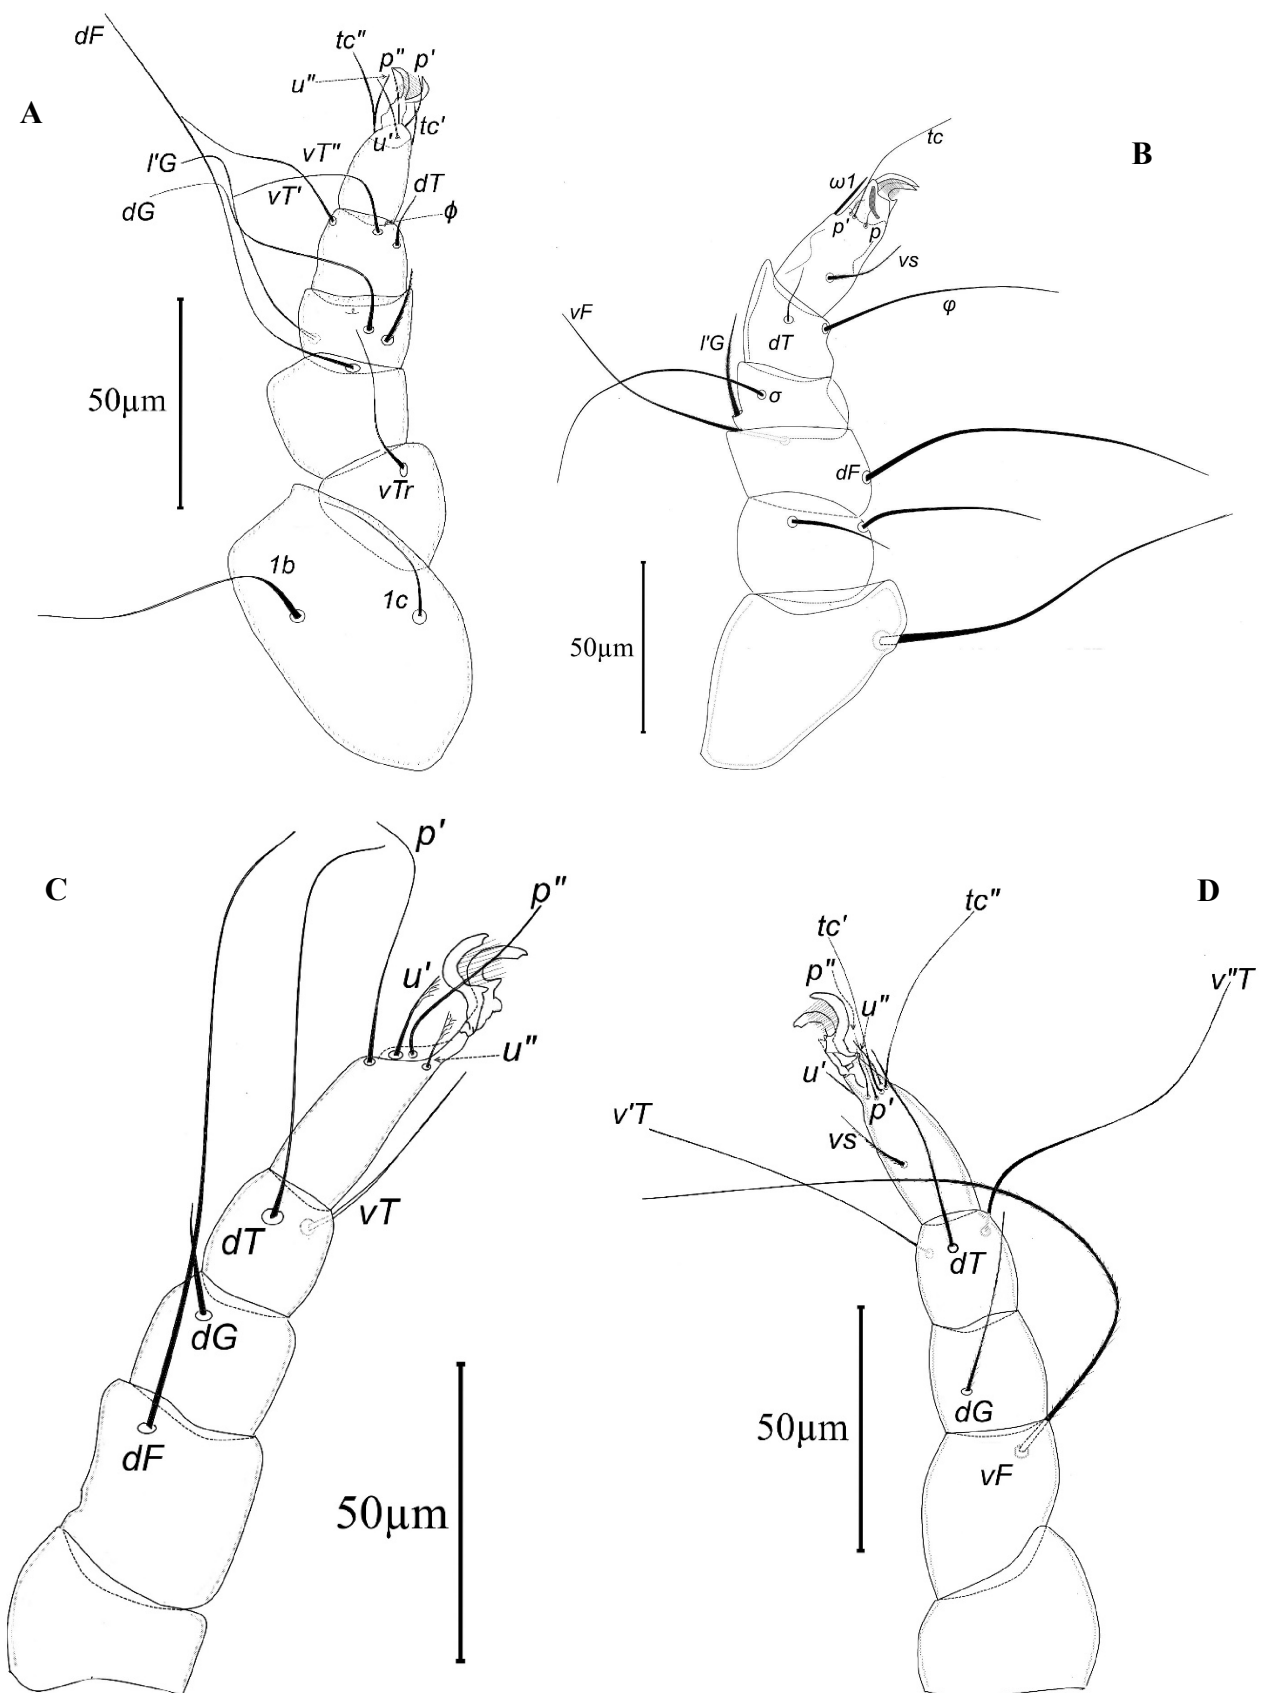 A
dF
tc"
p" p'
u"
u'
tc'
vT"
l'G
vT'
dT
dG
ϕ
50µm
vTr
1b
1c
B
tc
ω1
p'
p
vs
vF
φ
l'G
dT
σ
dF
50µm
C
p'
p"
u'
u"
vT
dT
dG
dF
50µm
D
tc"
tc'
p"
v"T
u"
u'
p'
v'T
vs
dT
dG
50µm
vF